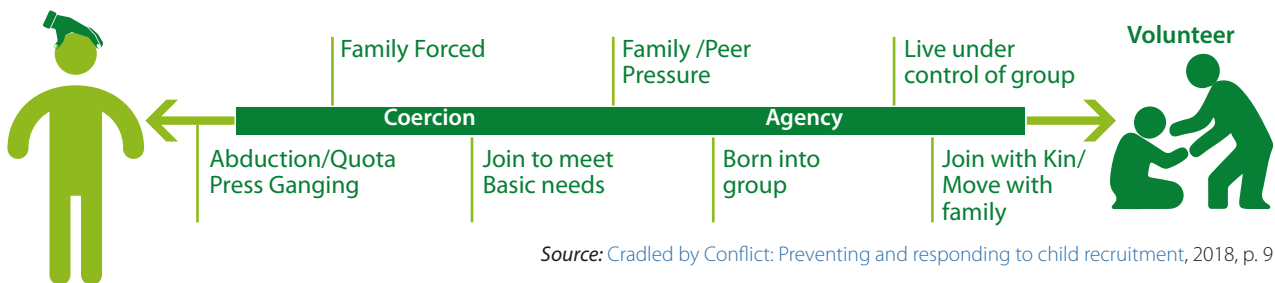 Family Forced
Family /Peer
Pressure
Live under
control of group
Volunteer
Coercion
Agency
Abduction/Quota
Press Ganging
Join to meet
Basic needs
Born into
group
Join with Kin/
Move with
family
Source: Cradled by Conflict: Preventing and responding to child recruitment, 2018, p. 9